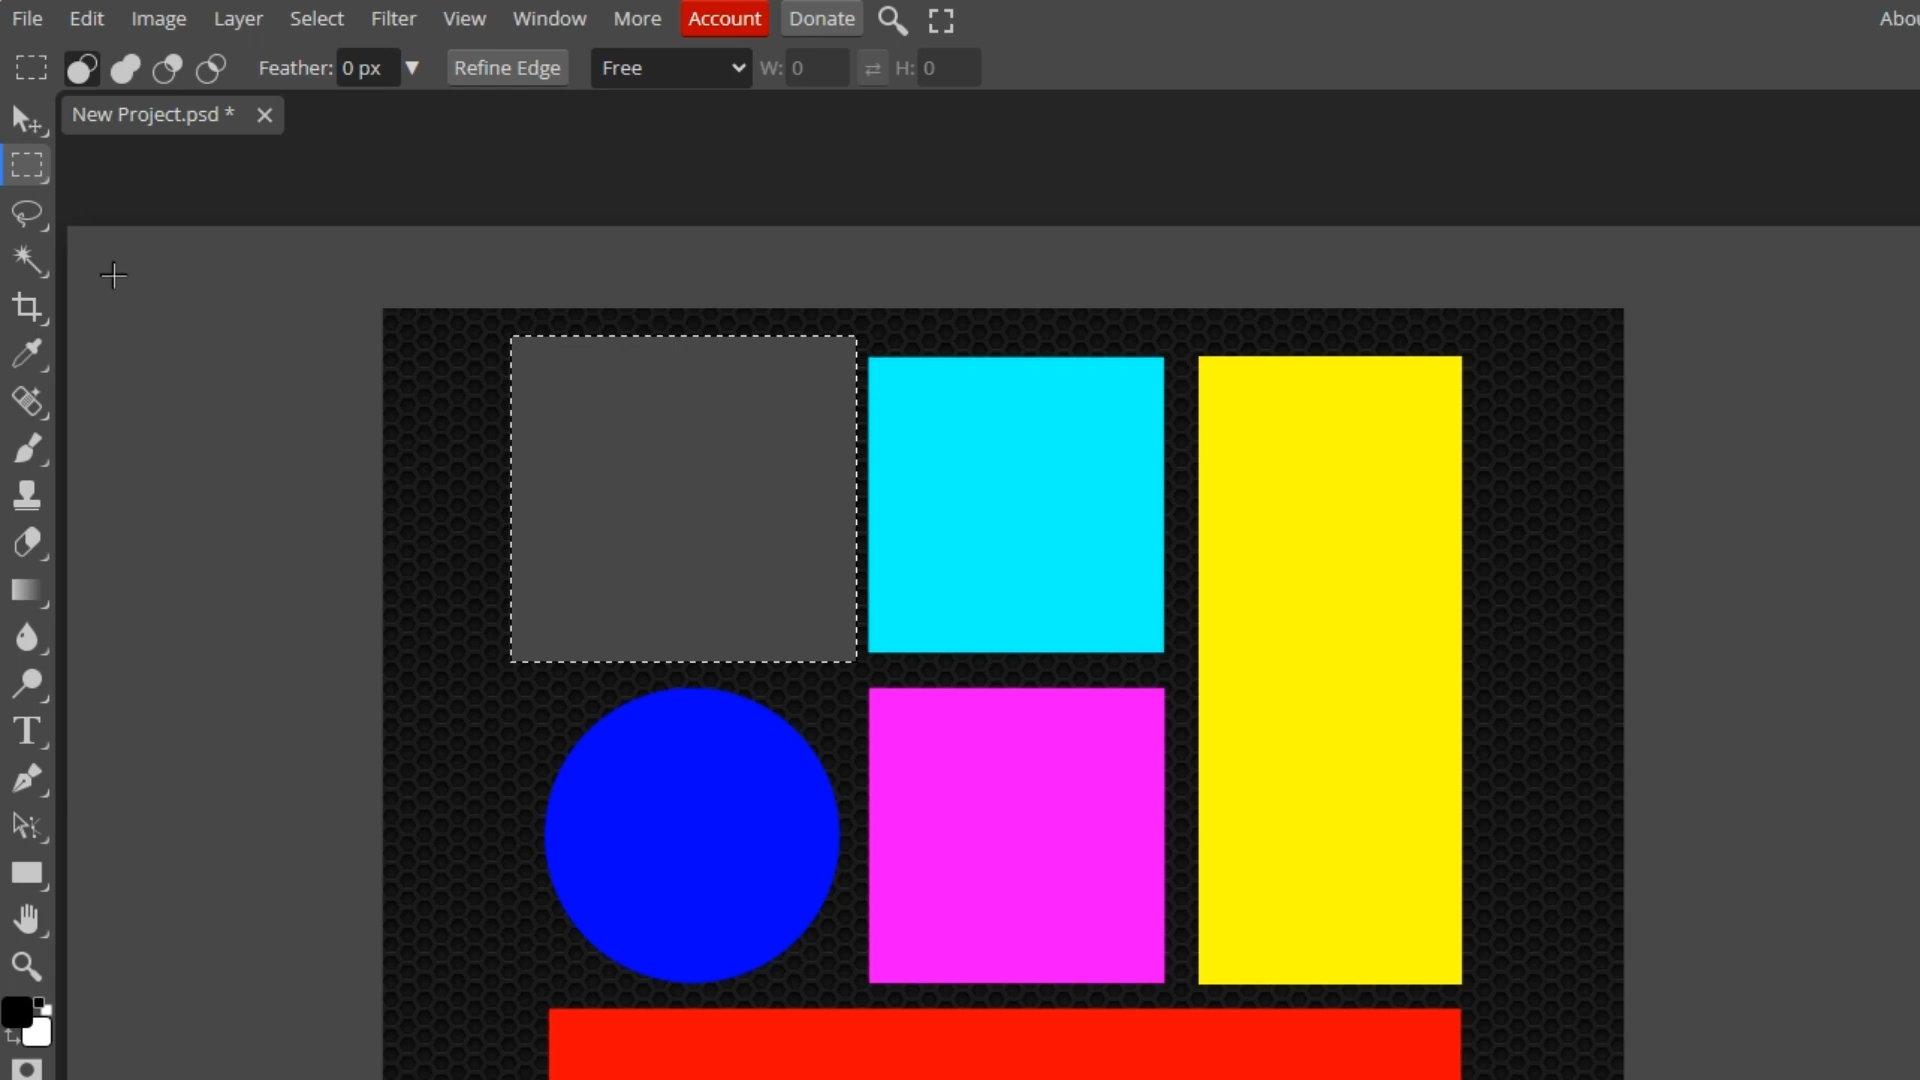 File Edit Image Layer Select Filter View Window More Account Donate
Feather: 0 px Refine Edge Free W: 0 H: 0
New Project.psd *
T